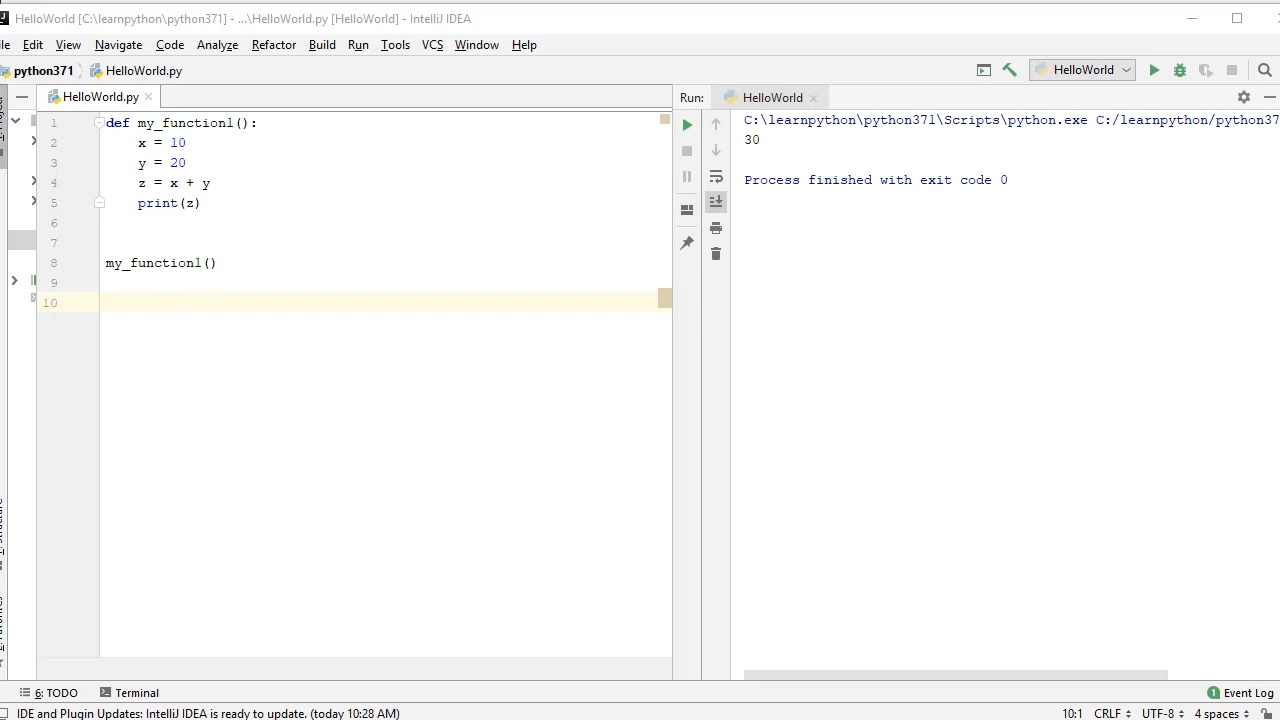 HelloWorld [C:\learnpython\python371] - ...\HelloWorld.py [HelloWorld] - IntelliJ IDEA
Edit View Navigate Code Analyze Refactor Build Run Tools VCS Window Help
python371 HelloWorld.py HelloWorld
HelloWorld.py
1 def my_function1():
2 x = 10
3 y = 20
4 z = x + y
5 print(z)
6
7
8 my_function1()
9
10
Run: HelloWorld
C:\learnpython\python371\Scripts\python.exe C:/learnpython/python37
30
Process finished with exit code 0
6: TODO Terminal 1 Event Log
IDE and Plugin Updates: IntelliJ IDEA is ready to update. (today 10:28 AM) 10:1 CRLF UTF-8 4 spaces